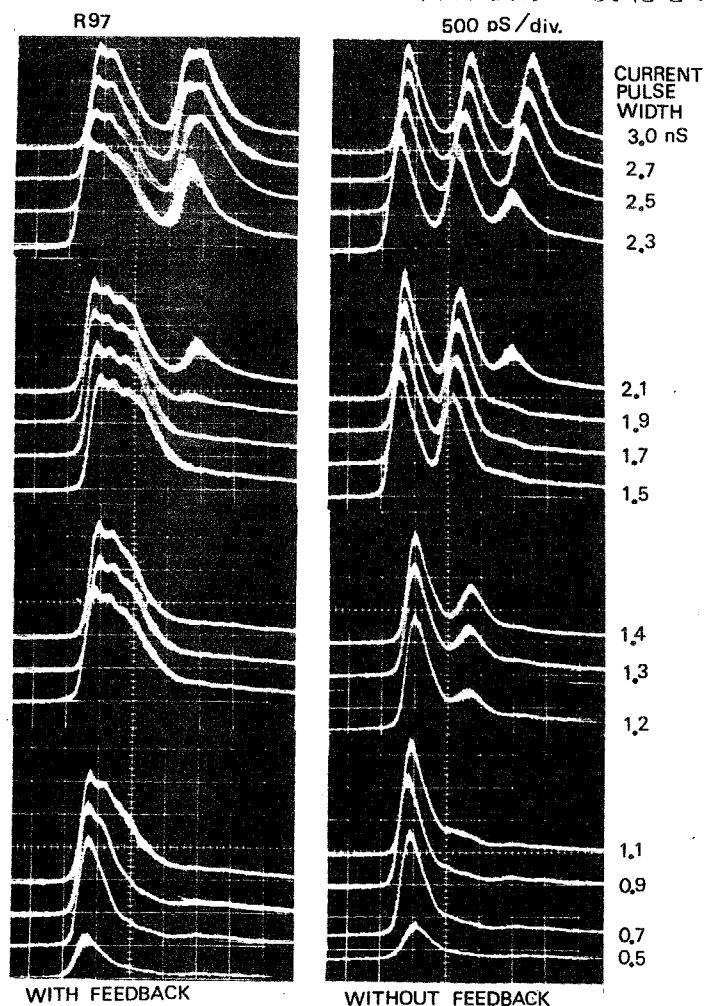 R97
500 pS/div.
CURRENT
PULSE
WIDTH
3.0 nS
2.7
2.5
2.3
2.1
1.9
1.7
1.5
1.4
1.3
1.2
1.1
0.9
0.7
0.5
WITH FEEDBACK
WITHOUT FEEDBACK